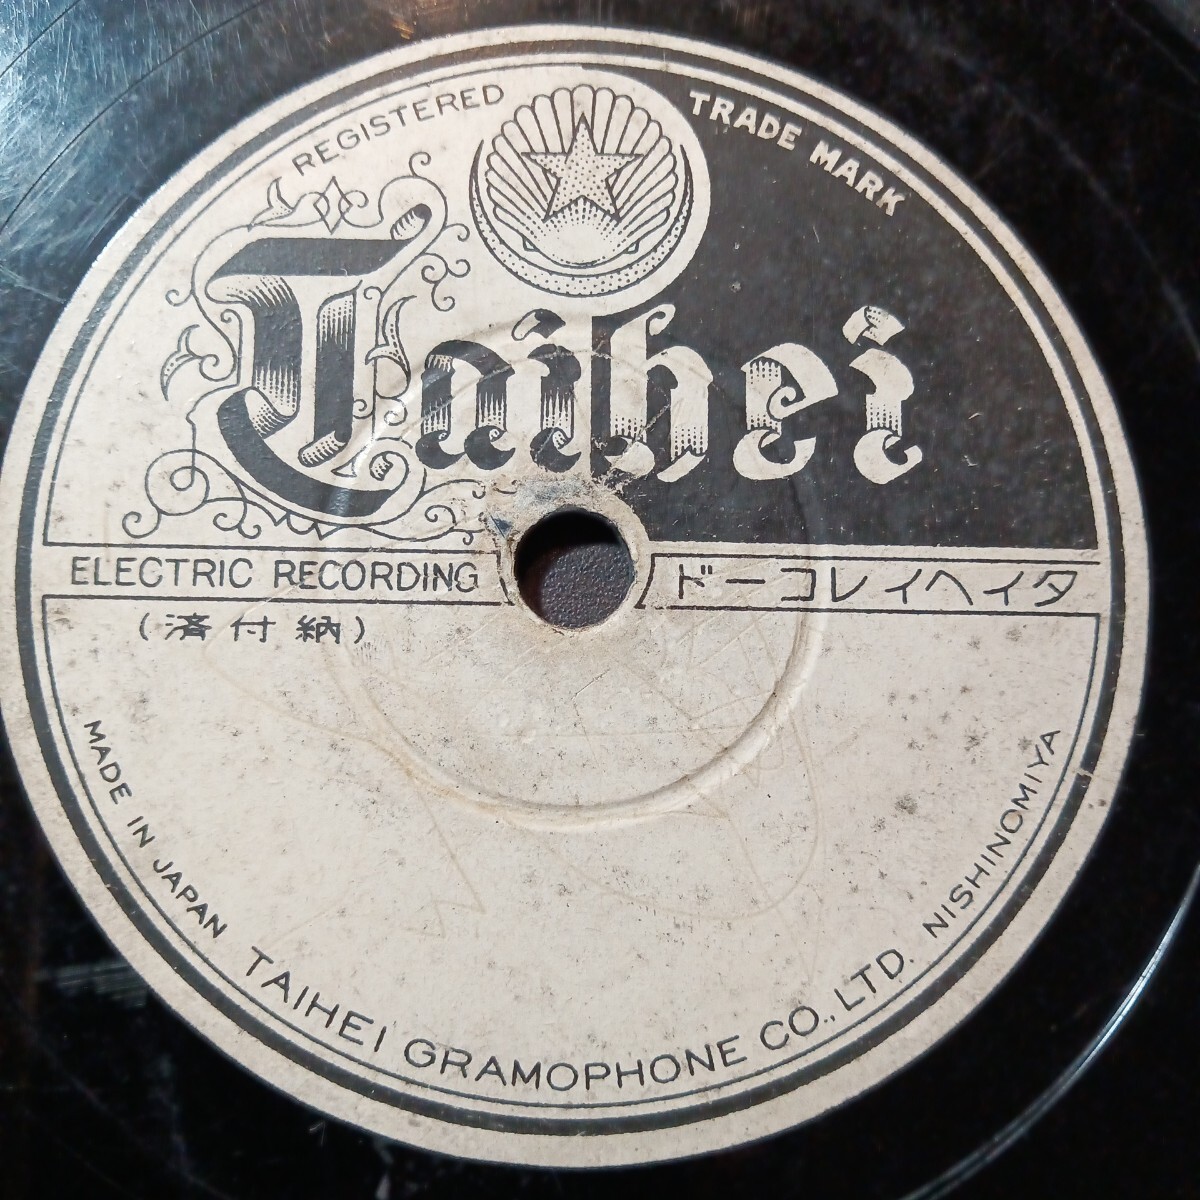 REGISTERED TRADE MARK
Taihei
ELECTRIC RECORDING
タイヘイレコード
(納付済)
MADE IN JAPAN TAIHEI GRAMOPHONE CO., LTD. NISHINOMIYA